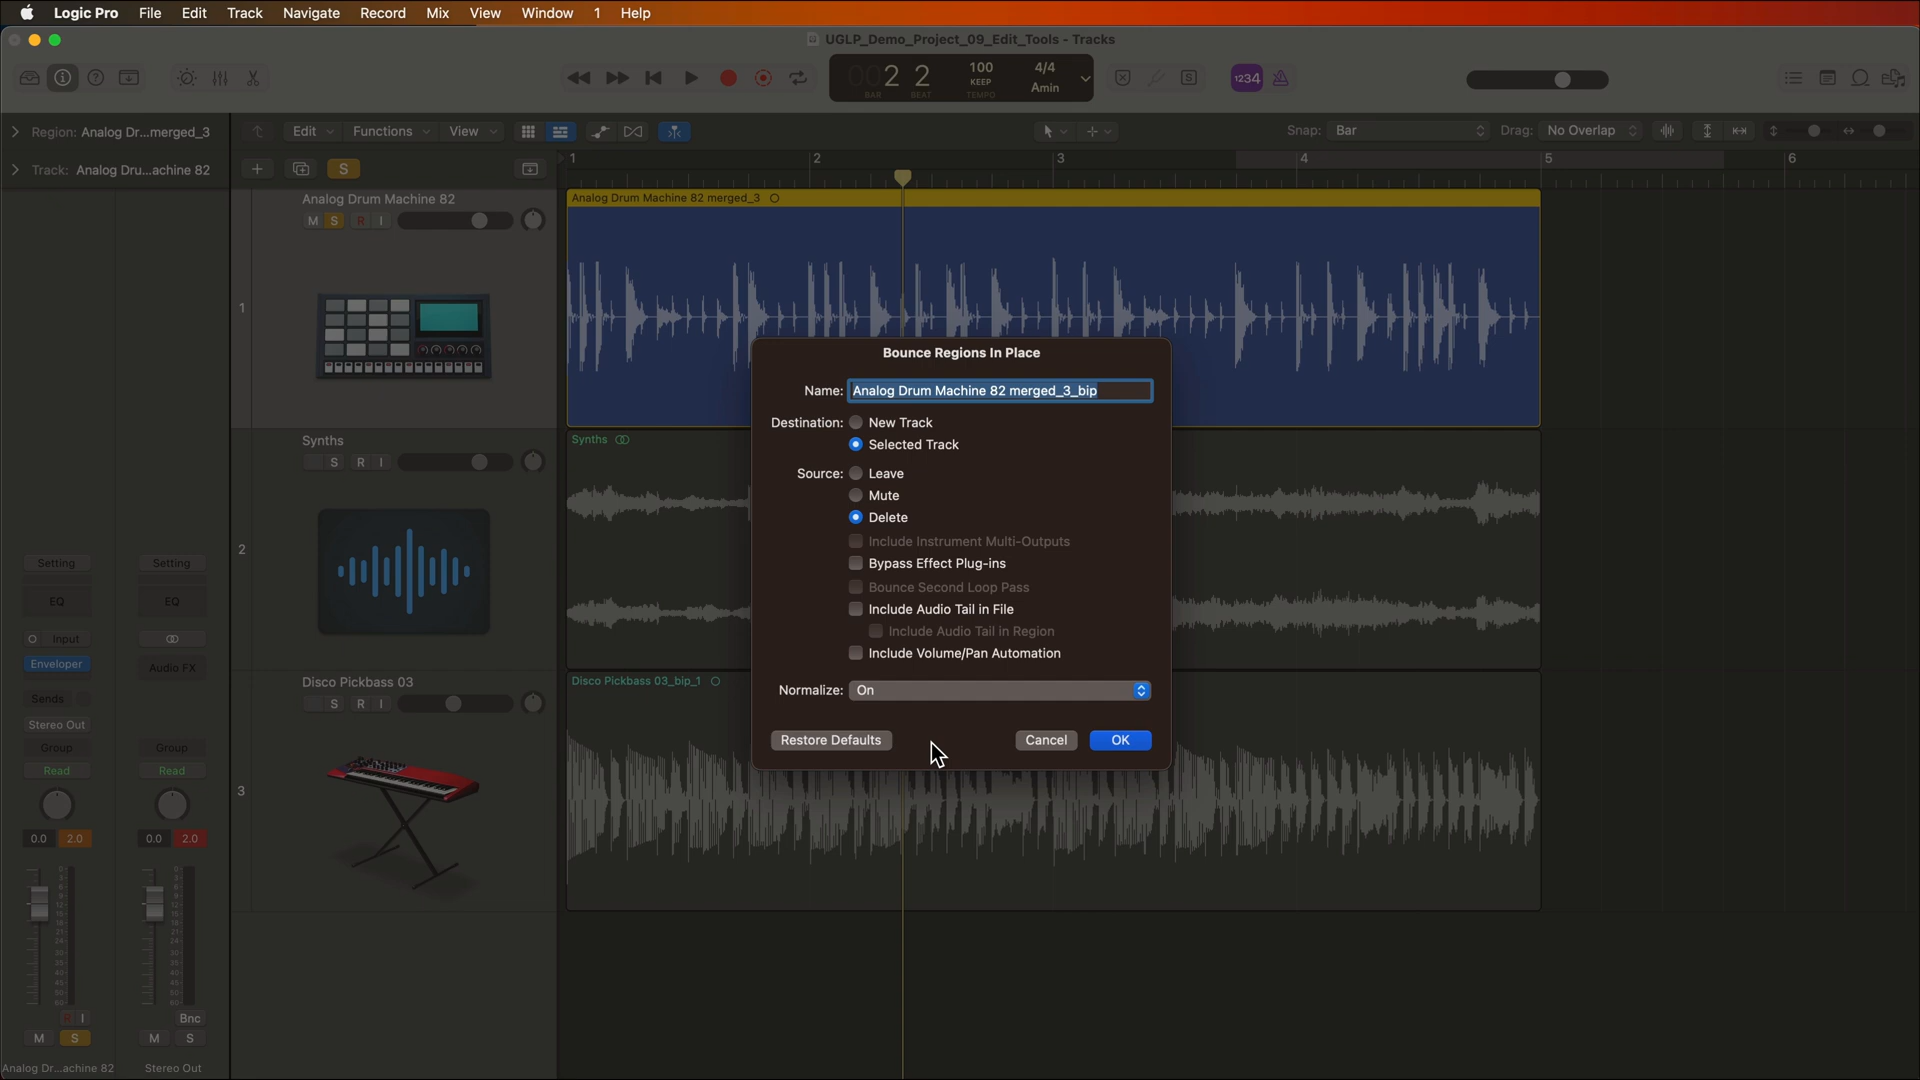 Logic Pro File Edit Track Navigate Record Mix View Window 1 Help
UGLP_Demo_Project_09_Edit_Tools - Tracks
2 2 100 4/4
KEEP Amin
BAR BEAT TEMPO
1234
S
Region: Analog Dr...merged_3
Edit Functions View
Snap: Bar Drag: No Overlap
Track: Analog Dru...achine 82
S
1 2 3 4 5 6
Analog Drum Machine 82
M S R I
1
Analog Drum Machine 82 merged_3
Synths
S R I
2
Synths
Disco Pickbass 03
S R I
3
Disco Pickbass 03_bip_1
Bounce Regions In Place
Name: Analog Drum Machine 82 merged_3_bip
Destination: New Track
Selected Track
Source: Leave
Mute
Delete
Include Instrument Multi-Outputs
Bypass Effect Plug-ins
Bounce Second Loop Pass
Include Audio Tail in File
Include Audio Tail in Region
Include Volume/Pan Automation
Normalize: On
Restore Defaults Cancel OK
Setting Setting
EQ EQ
Input
Enveloper Audio FX
Sends
Stereo Out
Group Group
Read Read
0.0 2.0 0.0 2.0
R I Bnc
M S M S
Analog Dr...achine 82 Stereo Out